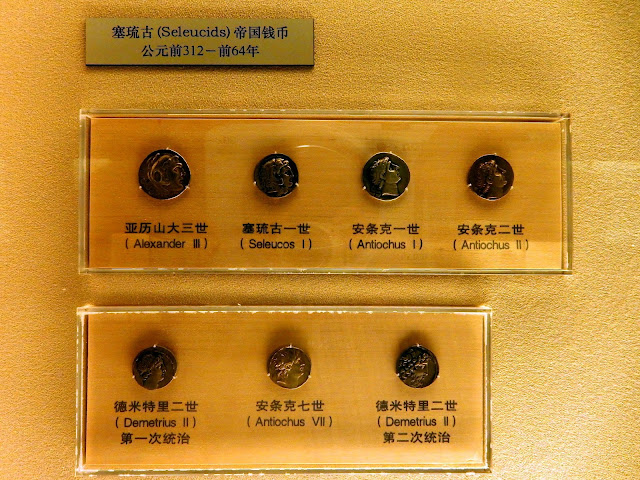 塞琉古(Seleucids)帝国钱币
公元前312－前64年
亚历山大三世
(Alexander Ⅲ)
塞琉古一世
(Seleucos Ⅰ)
安条克一世
(Antiochus Ⅰ)
安条克二世
(Antiochus Ⅱ)
德米特里二世
(Demetrius Ⅱ)
第一次统治
安条克七世
(Antiochus Ⅶ)
德米特里二世
(Demetrius Ⅱ)
第二次统治